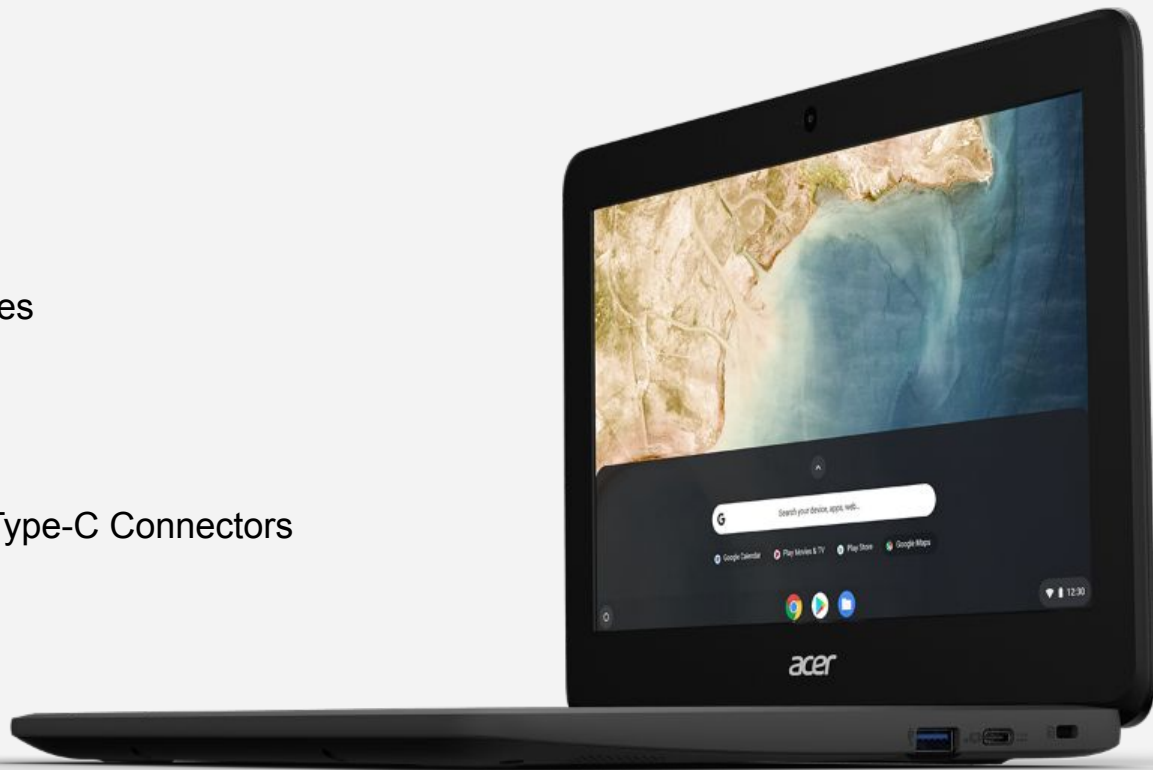 es
Type-C Connectors
G
Search your device, apps, web...
Google Calendar
Play Movies & TV
Play Store
Google Maps
12:30
acer